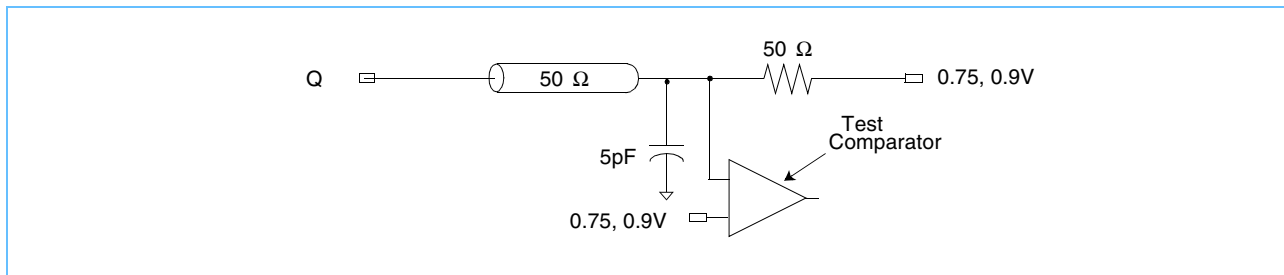 50 Ω
Q
50 Ω
0.75, 0.9V
Test
Comparator
5pF
0.75, 0.9V